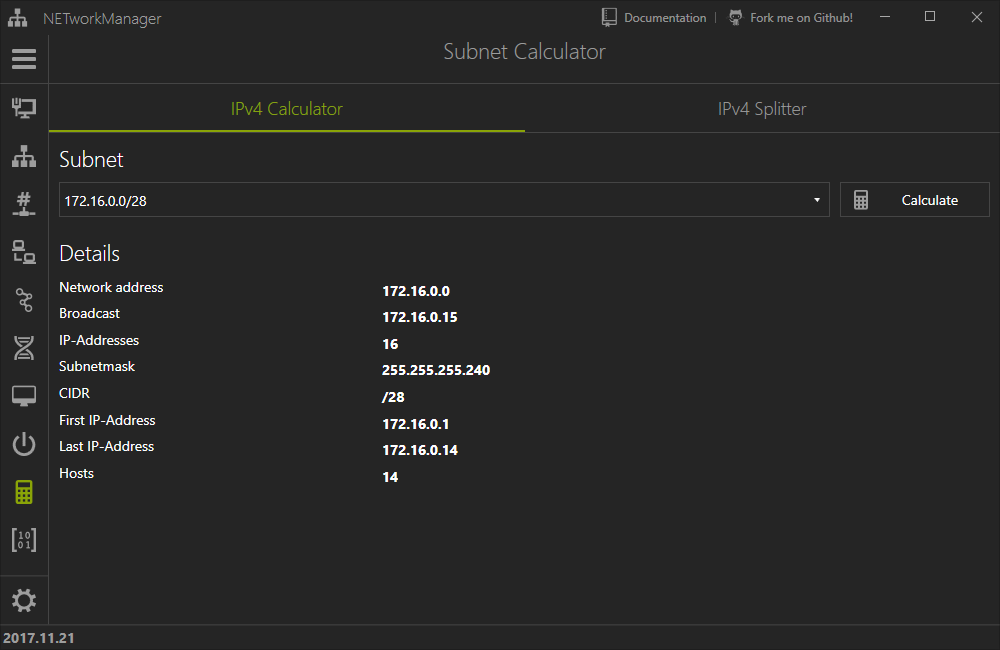 NETworkManager
Documentation
Fork me on Github!
Subnet Calculator
IPv4 Calculator
IPv4 Splitter
Subnet
172.16.0.0/28
Calculate
Details
Network address 172.16.0.0
Broadcast 172.16.0.15
IP-Addresses 16
Subnetmask 255.255.255.240
CIDR /28
First IP-Address 172.16.0.1
Last IP-Address 172.16.0.14
Hosts 14
2017.11.21